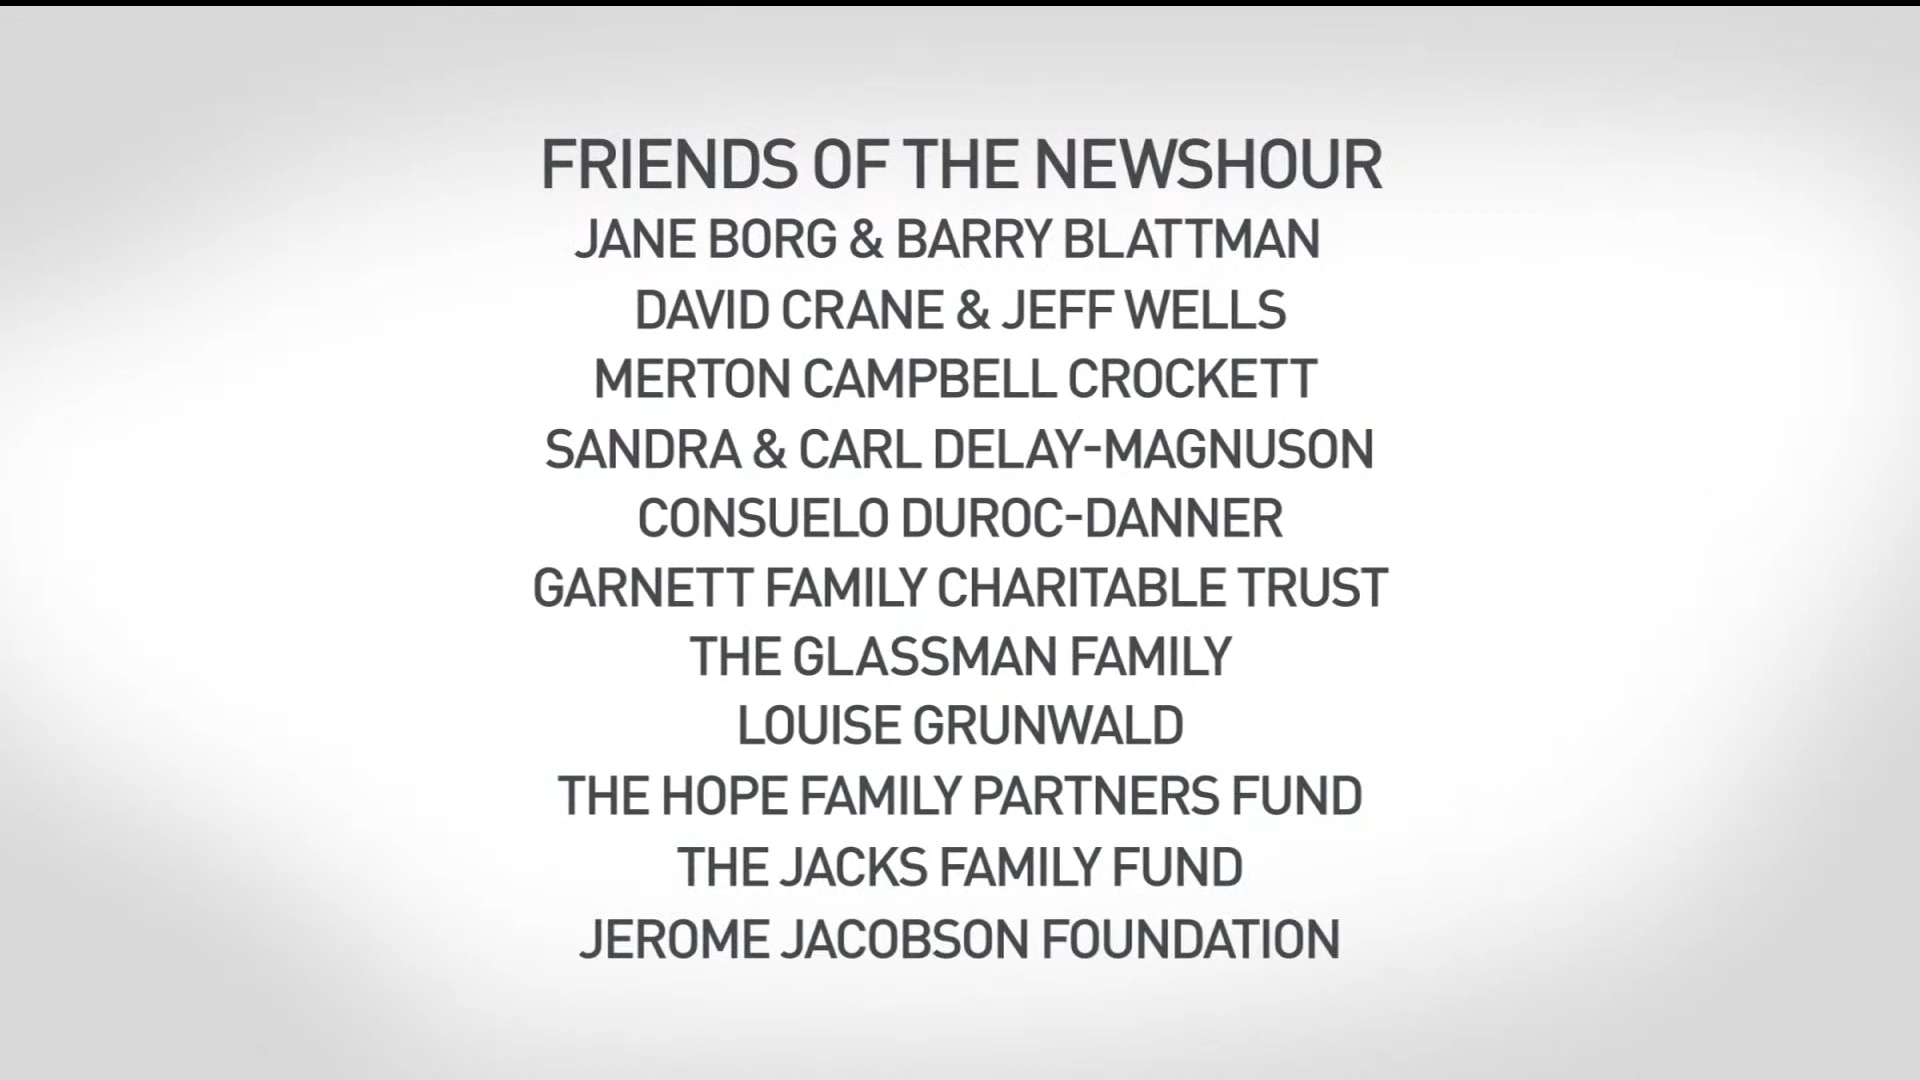 FRIENDS OF THE NEWSHOUR
JANE BORG & BARRY BLATTMAN
DAVID CRANE & JEFF WELLS
MERTON CAMPBELL CROCKETT
SANDRA & CARL DELAY-MAGNUSON
CONSUELO DUROC-DANNER
GARNETT FAMILY CHARITABLE TRUST
THE GLASSMAN FAMILY
LOUISE GRUNWALD
THE HOPE FAMILY PARTNERS FUND
THE JACKS FAMILY FUND
JEROME JACOBSON FOUNDATION